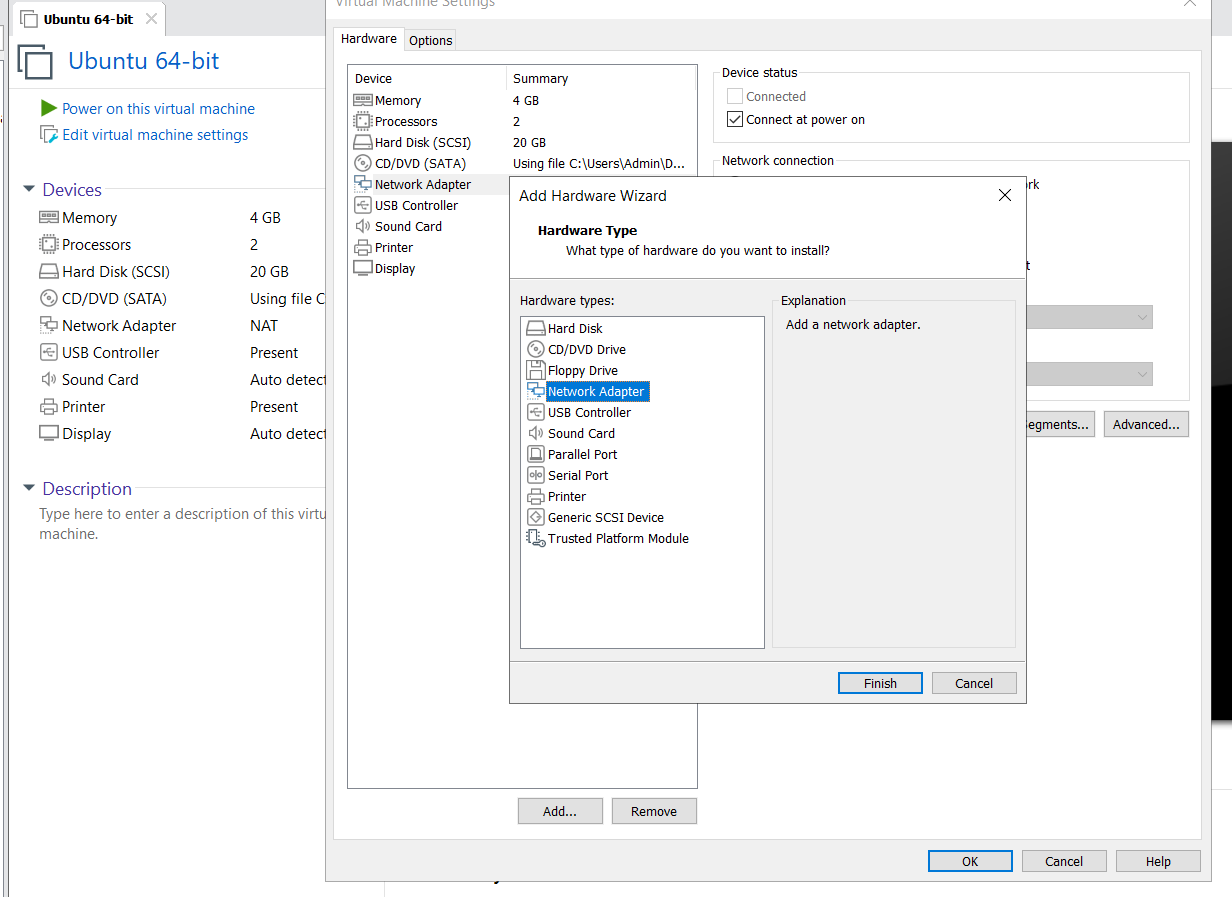 Ubuntu 64-bit
Ubuntu 64-bit
Power on this virtual machine
Edit virtual machine settings
Devices
Memory 4 GB
Processors 2
Hard Disk (SCSI) 20 GB
CD/DVD (SATA) Using file C
Network Adapter NAT
USB Controller Present
Sound Card Auto detect
Printer Present
Display Auto detect
Description
Type here to enter a description of this virtu
machine.
Virtual Machine Settings
Hardware Options
Device Summary
Memory 4 GB
Processors 2
Hard Disk (SCSI) 20 GB
CD/DVD (SATA) Using file C:\Users\Admin\D...
Network Adapter
USB Controller
Sound Card
Printer
Display
Add... Remove
Device status
Connected
Connect at power on
Network connection
rk
t
egments... Advanced...
OK Cancel Help
Add Hardware Wizard
Hardware Type
What type of hardware do you want to install?
Hardware types:
Hard Disk
CD/DVD Drive
Floppy Drive
Network Adapter
USB Controller
Sound Card
Parallel Port
Serial Port
Printer
Generic SCSI Device
Trusted Platform Module
Explanation
Add a network adapter.
Finish Cancel